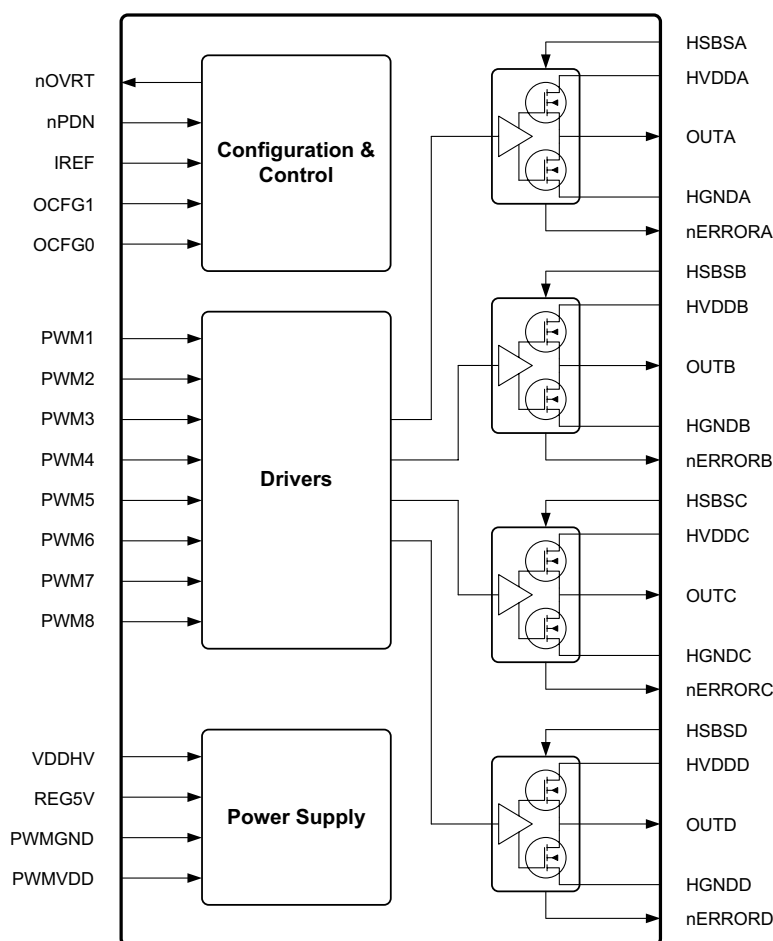 nOVRT
nPDN
IREF
OCFG1
OCFG0
Configuration &
Control
PWM1
PWM2
PWM3
PWM4
PWM5
PWM6
PWM7
PWM8
Drivers
VDDHV
REG5V
PWMGND
PWMVDD
Power Supply
HSBSA
HVDDA
OUTA
HGNDA
nERRORA
HSBSB
HVDDB
OUTB
HGNDB
nERRORB
HSBSC
HVDDC
OUTC
HGNDC
nERRORC
HSBSD
HVDDD
OUTD
HGNDD
nERRORD